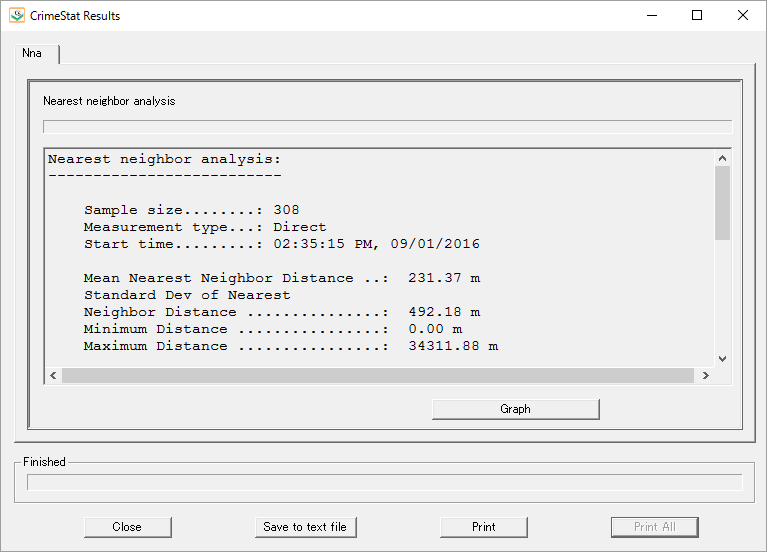 CrimeStat Results
Nna
Nearest neighbor analysis
Nearest neighbor analysis:
--------------------------
Sample size........: 308
Measurement type...: Direct
Start time.........: 02:35:15 PM, 09/01/2016
Mean Nearest Neighbor Distance ..: 231.37 m
Standard Dev of Nearest
Neighbor Distance ...............: 492.18 m
Minimum Distance ................: 0.00 m
Maximum Distance ................: 34311.88 m
Graph
Finished
Close
Save to text file
Print
Print All